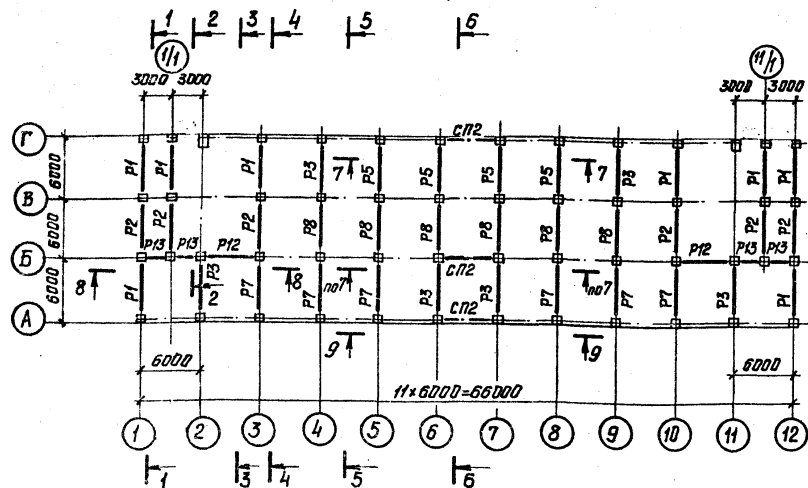 1 2 3 4 5 6
1/1 11/1
3000 3000 3000 3000
Г СП2
6000 Р1 Р1 Р1 Р3 7 Р5 Р5 Р5 Р5 7 Р3 Р1 Р1 Р1
В
6000 Р2 Р2 Р2 Р8 Р8 Р8 Р8 Р8 Р8 Р2 Р2 Р2
Р13 Р13 Р12 Р12 Р13 Р13
Б СП2
8 8 по7 по7
6000 Р1 Р3 2 Р7 Р7 Р7 Р3 Р3 Р7 Р7 Р7 Р3 Р1
СП2
А
9 9
6000 6000
11×6000=66000
1 2 3 4 5 6 7 8 9 10 11 12
1 3 4 5 6